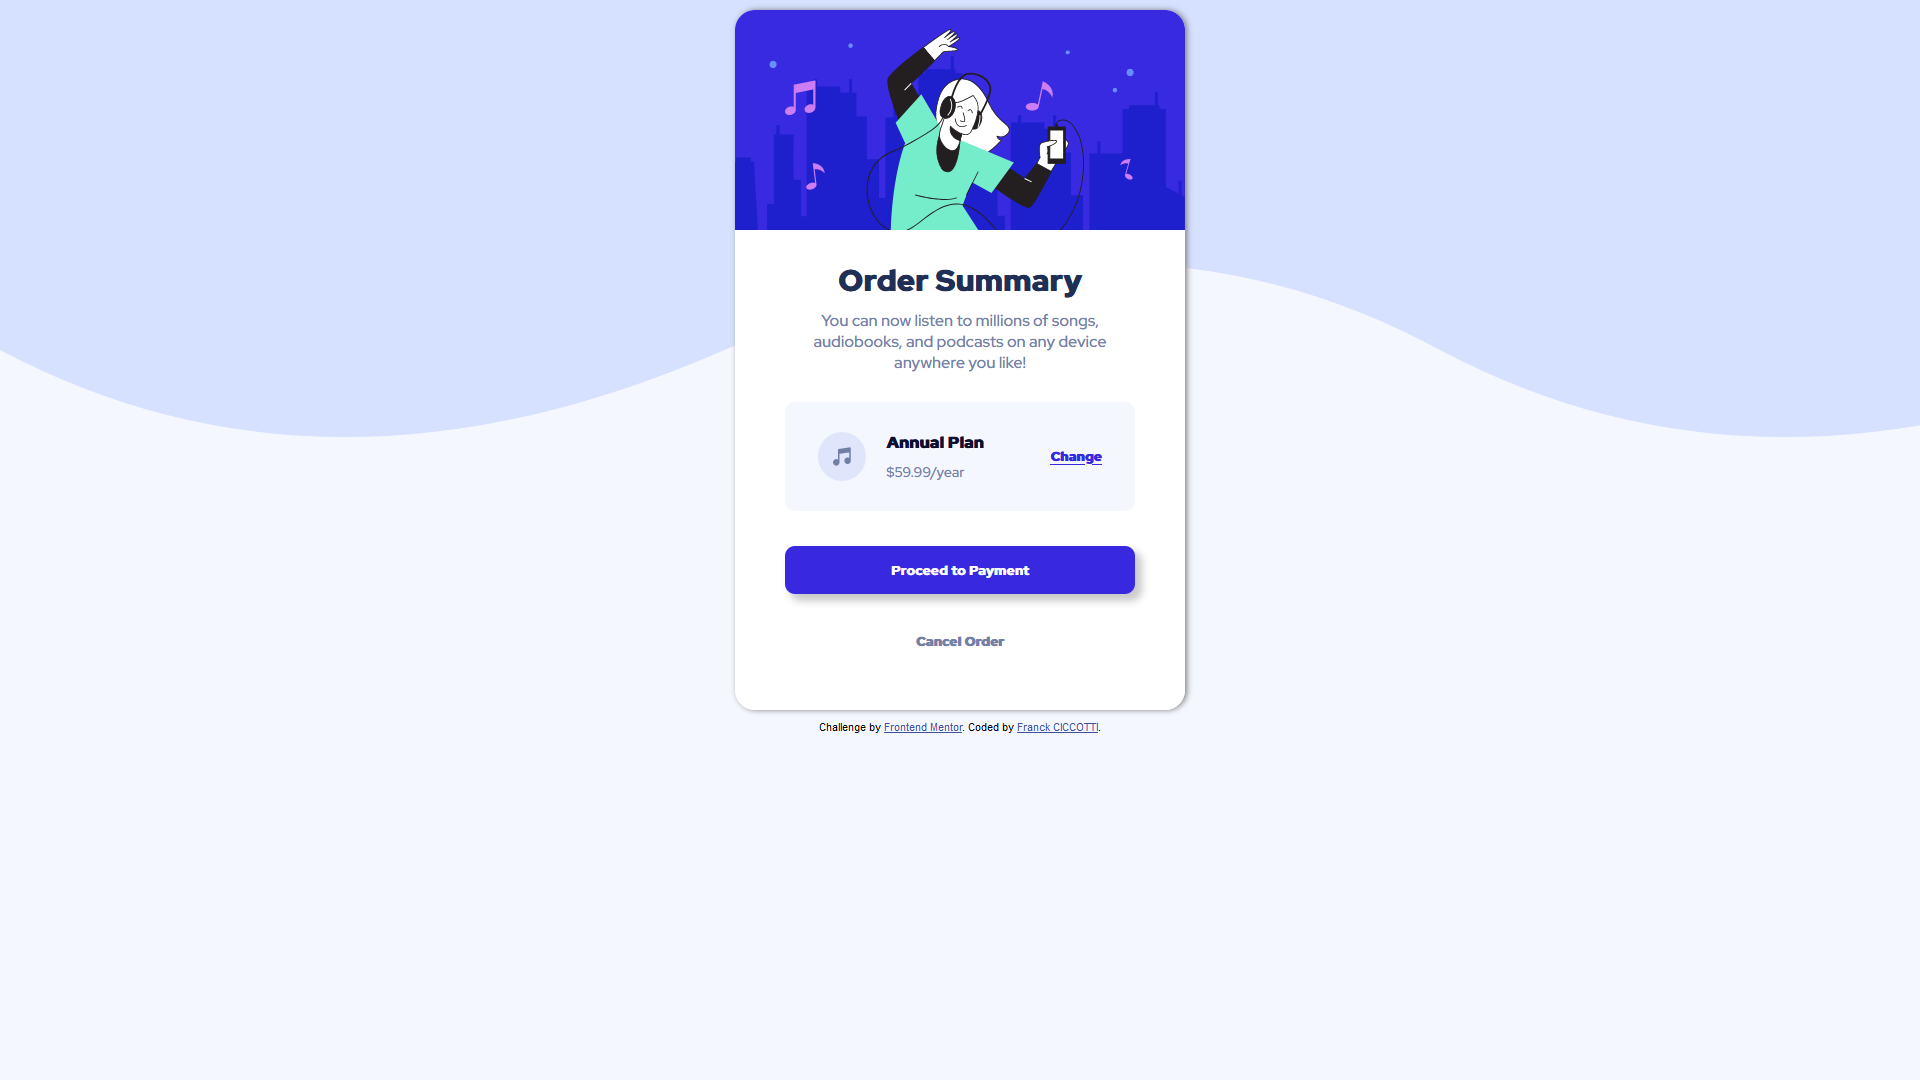 Order Summary
You can now listen to millions of songs,
audiobooks, and podcasts on any device
anywhere you like!
Annual Plan
$59.99/year
Change
Proceed to Payment
Cancel Order
Challenge by Frontend Mentor. Coded by Franck CICCOTTI.